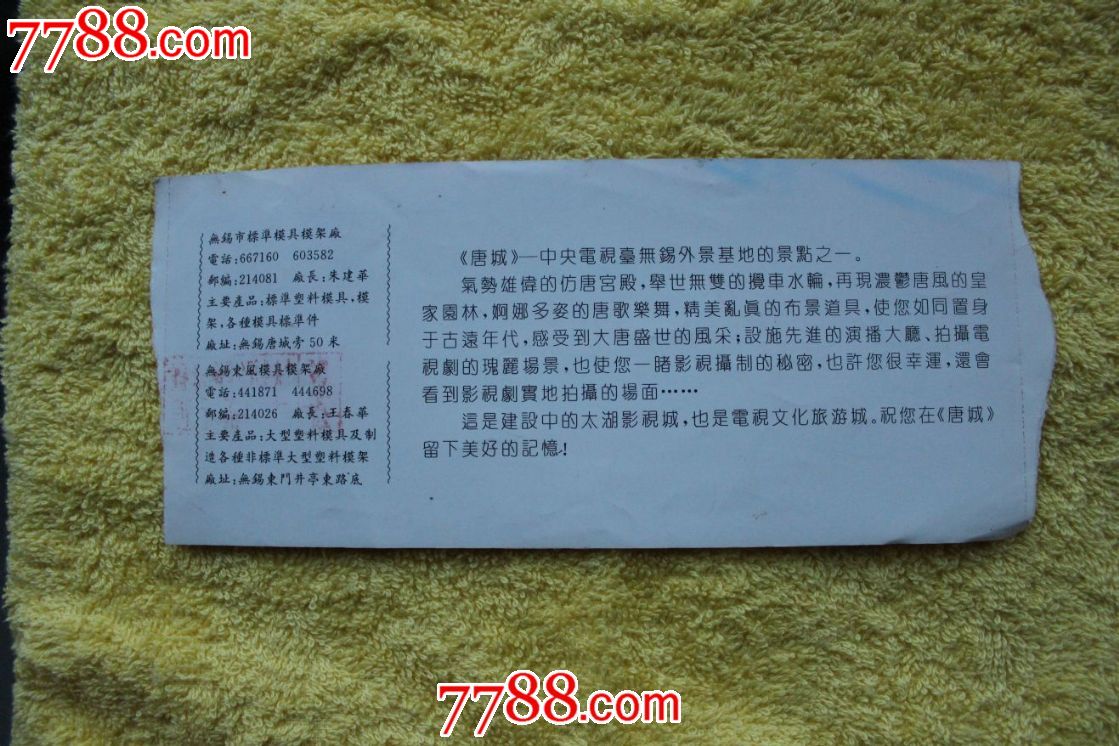 7788.com
無錫市標準模具模架廠
電話:667160 603582
郵編:214081 廠長:朱建華
主要産品:標準塑料模具,模
架,各種模具標準件
廠址:無錫唐城旁50米
無錫東風模具模架廠
電話:441871 444698
郵編:214026 廠長:王春華
主要産品:大型塑料模具及制
造各種非標準大型塑料模架
廠址:無錫東門井亭東路底
《唐城》—中央電視臺無錫外景基地的景點之一。
氣勢雄偉的仿唐宮殿,舉世無雙的攪車水輪,再現濃鬱唐風的皇
家園林,婀娜多姿的唐歌樂舞,精美亂真的布景道具,使您如同置身
于古遠年代,感受到大唐盛世的風采;設施先進的演播大廳、拍攝電
視劇的瑰麗場景,也使您一睹影視攝制的秘密,也許您很幸運,還會
看到影視劇實地拍攝的場面……
這是建設中的太湖影視城,也是電視文化旅游城。祝您在《唐城》
留下美好的記憶!
7788.com